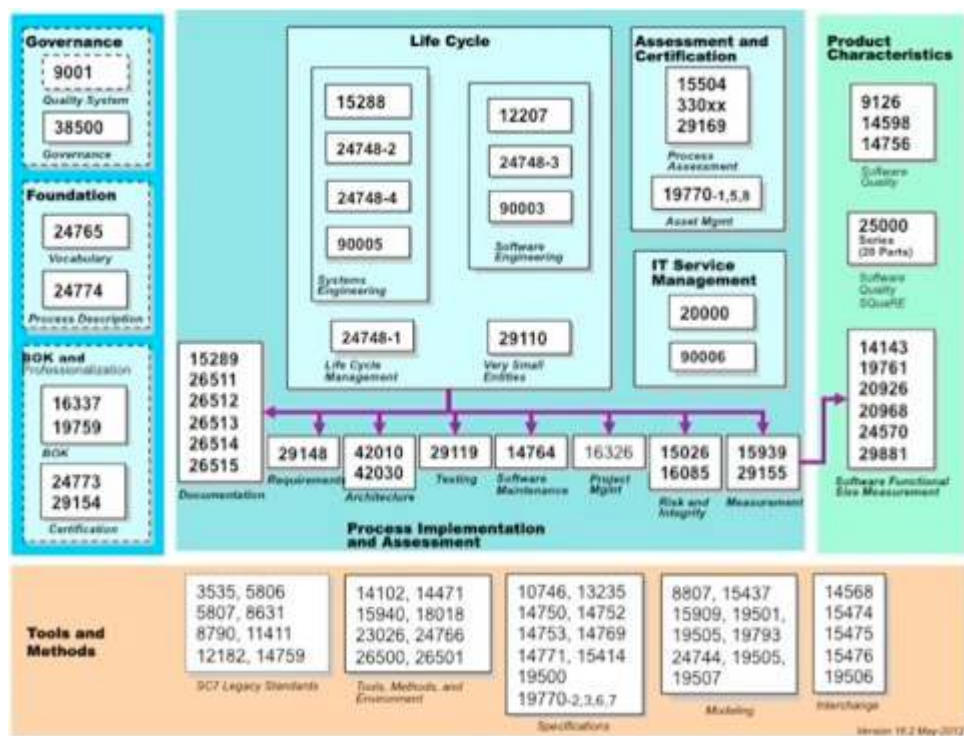 Governance
9001
Quality System
38500
Governance
Foundation
24765
Vocabulary
24774
Process Description
BOK and
Professionalization
16337
19759
BOK
24773
29154
Certification
Life Cycle
15288
24748-2
24748-4
90005
Systems
Engineering
12207
24748-3
90003
Software
Engineering
24748-1
Life Cycle
Management
29110
Very Small
Entities
Assessment and
Certification
15504
330xx
29169
Process
Assessment
19770-1,5,8
Asset Mgmt
IT Service
Management
20000
90006
15289
26511
26512
26513
26514
26515
Documentation
29148
Requirements
42010
42030
Architecture
29119
Testing
14764
Software
Maintenance
16326
Project
Mgmt
15026
16085
Risk and
Integrity
15939
29155
Measurement
Process Implementation
and Assessment
Product
Characteristics
9126
14598
14756
Software
Quality
25000
Series
(20 Parts)
Software
Quality
SQuaRE
14143
19761
20926
20968
24570
29881
Software Functional
Size Measurement
Tools and
Methods
3535, 5806
5807, 8631
8790, 11411
12182, 14759
SC7 Legacy Standards
14102, 14471
15940, 18018
23026, 24766
26500, 26501
Tools, Methods, and
Environment
10746, 13235
14750, 14752
14753, 14769
14771, 15414
19500
19770-2,3,6,7
Specifications
8807, 15437
15909, 19501,
19505, 19793
24744, 19505,
19507
Modeling
14568
15474
15475
15476
19506
Interchange